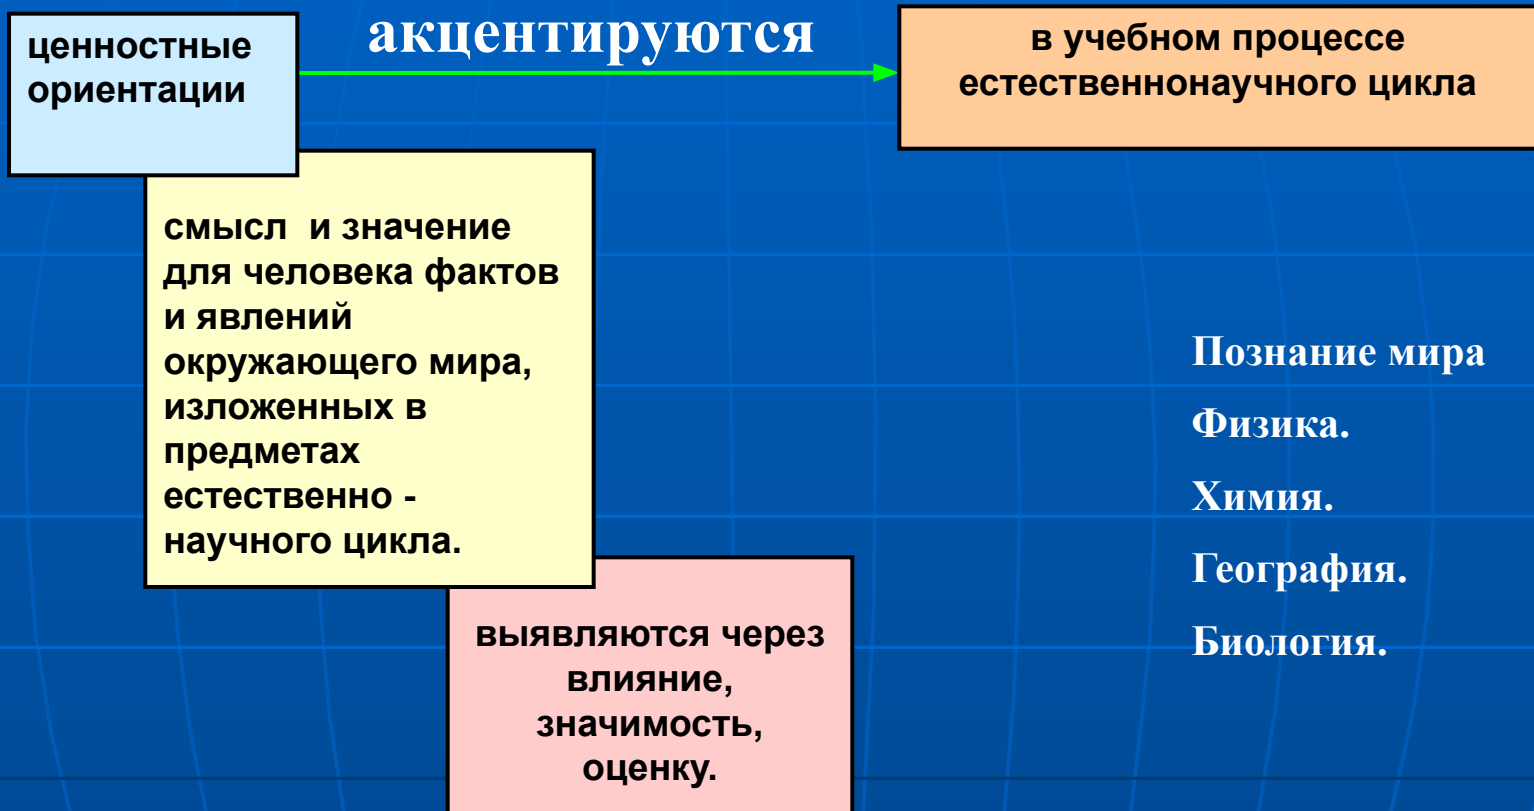 ценностные
ориентации
акцентируются
в учебном процессе
естественнонаучного цикла
смысл и значение
для человека фактов
и явлений
окружающего мира,
изложенных в
предметах
естественно -
научного цикла.
выявляются через
влияние,
значимость,
оценку.
Познание мира
Физика.
Химия.
География.
Биология.